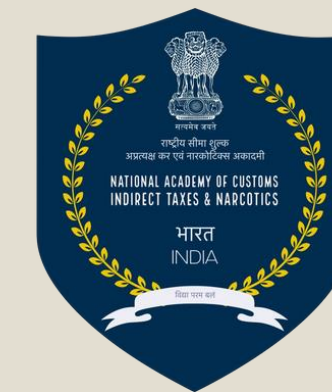 सत्यमेव जयते
राष्ट्रीय सीमा शुल्क
अप्रत्यक्ष कर एवं नारकोटिक्स अकादमी
NATIONAL ACADEMY OF CUSTOMS
INDIRECT TAXES & NARCOTICS
भारत
INDIA
विद्या परम बलं